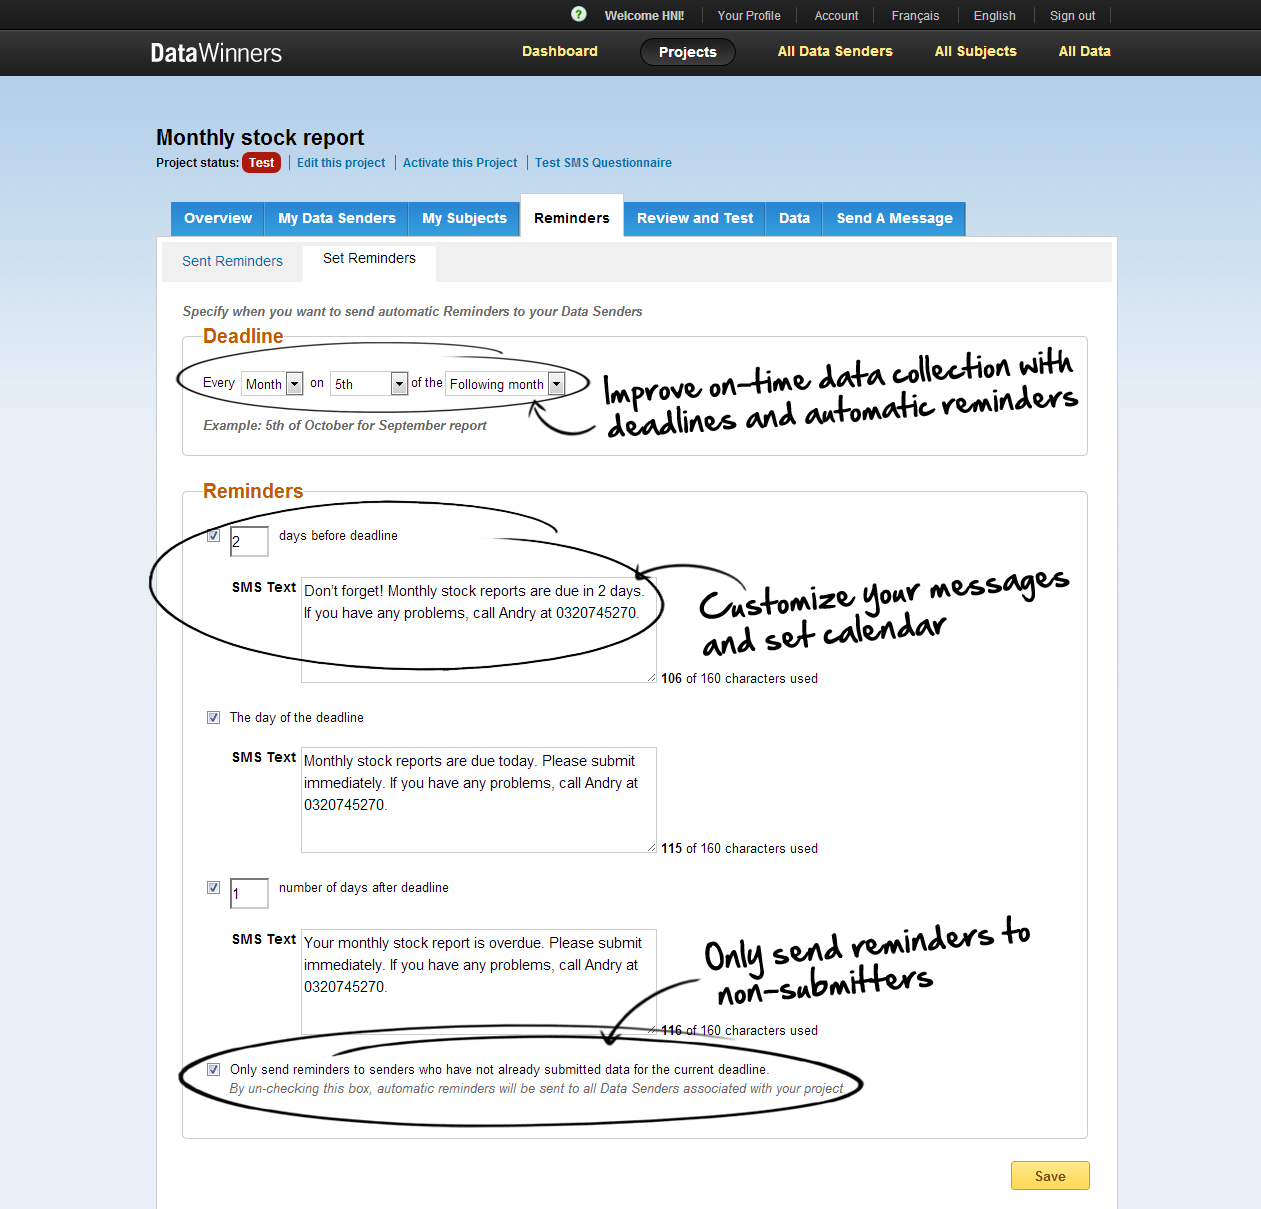 ? Welcome HNI! Your Profile Account Français English Sign out
DataWinners Dashboard Projects All Data Senders All Subjects All Data
Monthly stock report
Project status: Test Edit this project Activate this Project Test SMS Questionnaire
Overview My Data Senders My Subjects Reminders Review and Test Data Send A Message
Sent Reminders Set Reminders
Specify when you want to send automatic Reminders to your Data Senders
Deadline
Every Month on 5th of the Following month
Example: 5th of October for September report
Improve on-time data collection with
deadlines and automatic reminders
Reminders
2 days before deadline
SMS Text Don't forget! Monthly stock reports are due in 2 days.
If you have any problems, call Andry at 0320745270.
Customize your messages
and set calendar
106 of 160 characters used
The day of the deadline
SMS Text Monthly stock reports are due today. Please submit
immediately. If you have any problems, call Andry at
0320745270.
115 of 160 characters used
1 number of days after deadline
SMS Text Your monthly stock report is overdue. Please submit
immediately. If you have any problems, call Andry at
0320745270.
Only send reminders to
non-submitters
116 of 160 characters used
Only send reminders to senders who have not already submitted data for the current deadline.
By un-checking this box, automatic reminders will be sent to all Data Senders associated with your project
Save